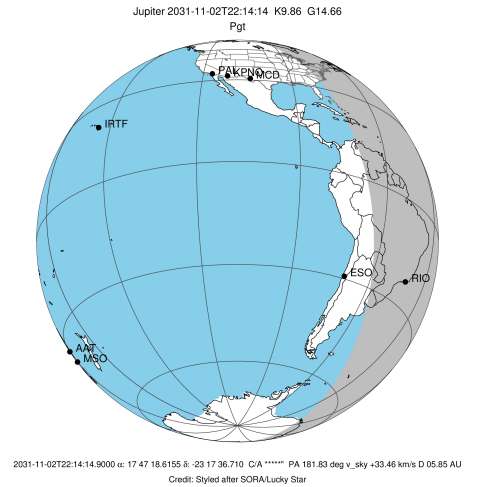 Jupiter 2031-11-02T22:14:14 K9.86 G14.66
Pgt
PAL KPNO MCD
IRTF
ESO
RIO
AAT
MSO
2031-11-02T22:14:14.9000 α: 17 47 18.6155 δ: -23 17 36.710 C/A *****" PA 181.83 deg v_sky +33.46 km/s D 05.85 AU
Credit: Styled after SORA/Lucky Star